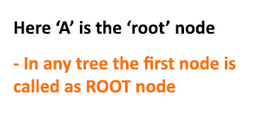 Here ‘A’ is the ‘root’ node
- In any tree the first node is
called as ROOT node